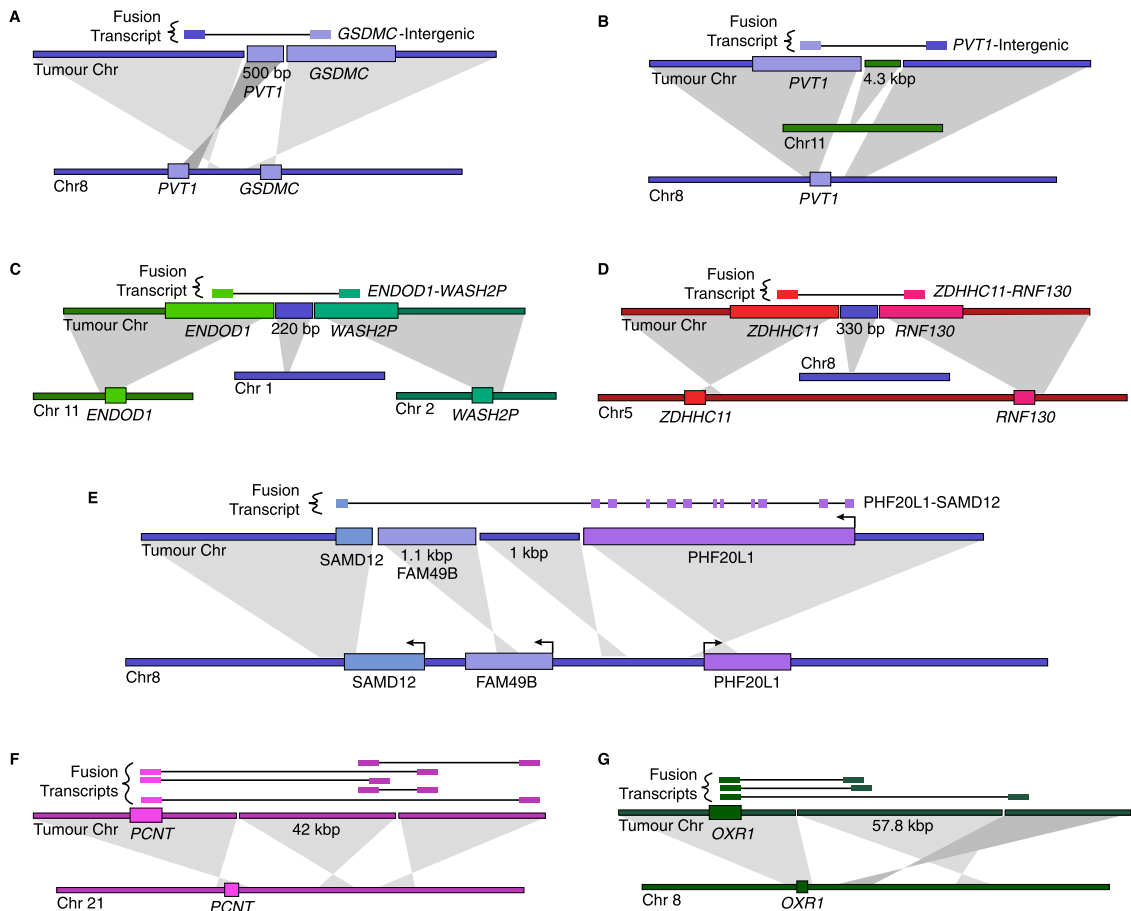 A
Fusion
Transcript
GSDMC-Intergenic
Tumour Chr
500 bp
PVT1
GSDMC
Chr8
PVT1
GSDMC
B
Fusion
Transcript
PVT1-Intergenic
Tumour Chr
PVT1
4.3 kbp
Chr11
Chr8
PVT1
C
Fusion
Transcript
ENDOD1-WASH2P
Tumour Chr
ENDOD1
220 bp
WASH2P
Chr 1
Chr 11
ENDOD1
Chr 2
WASH2P
D
Fusion
Transcript
ZDHHC11-RNF130
Tumour Chr
ZDHHC11
330 bp
RNF130
Chr8
Chr5
ZDHHC11
RNF130
E
Fusion
Transcript
PHF20L1-SAMD12
Tumour Chr
SAMD12
1.1 kbp
FAM49B
1 kbp
PHF20L1
Chr8
SAMD12
FAM49B
PHF20L1
F
Fusion
Transcripts
Tumour Chr
PCNT
42 kbp
Chr 21
PCNT
G
Fusion
Transcripts
Tumour Chr
OXR1
57.8 kbp
Chr 8
OXR1